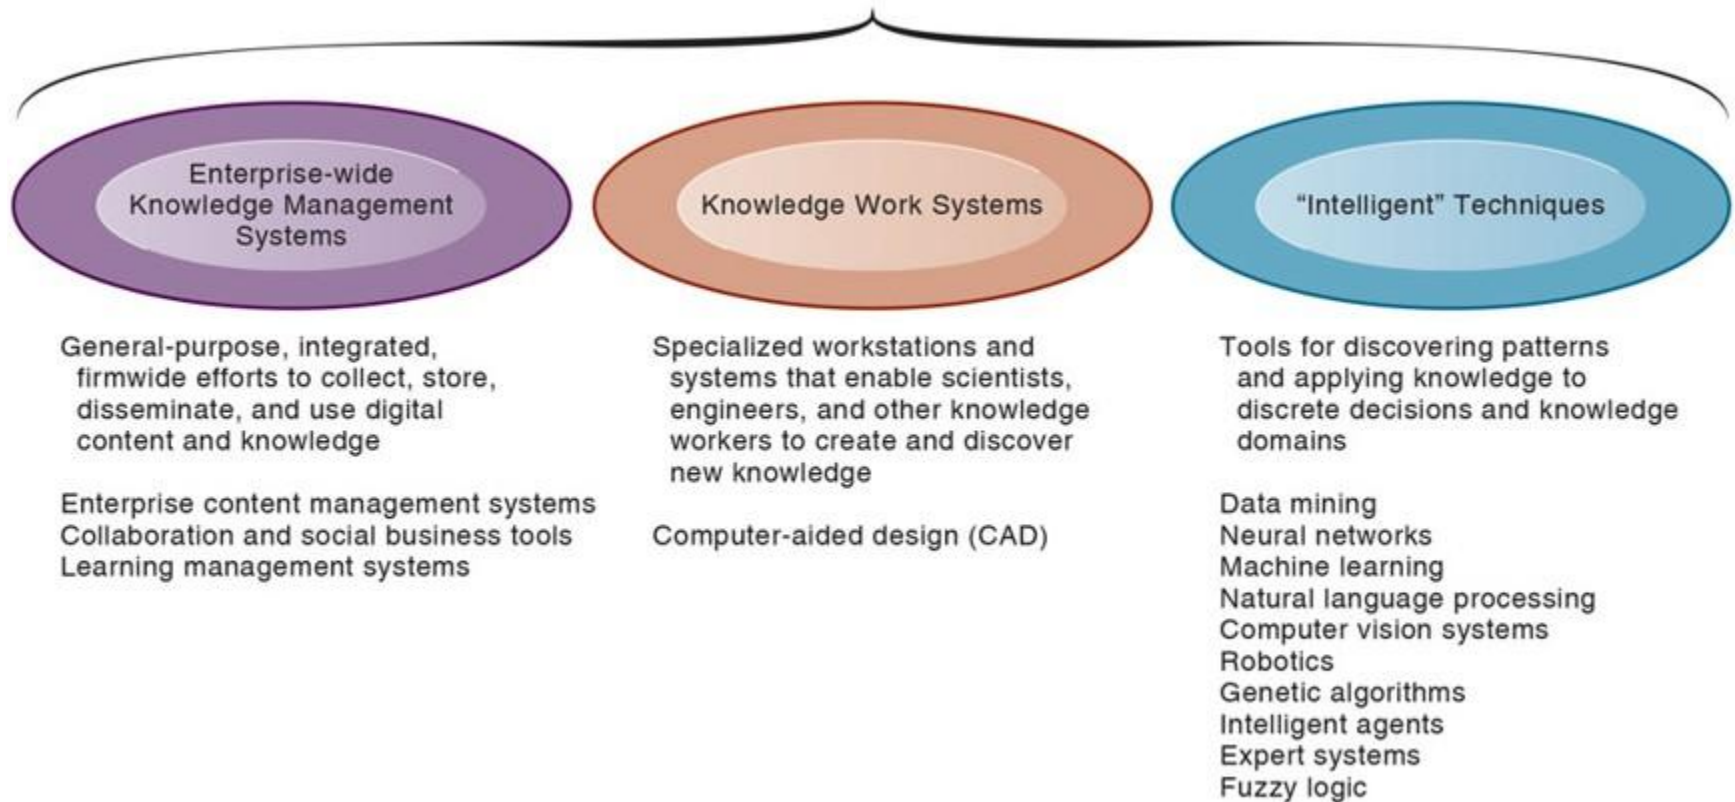 Enterprise-wide
Knowledge Management
Systems
General-purpose, integrated,
firmwide efforts to collect, store,
disseminate, and use digital
content and knowledge
Enterprise content management systems
Collaboration and social business tools
Learning management systems
Knowledge Work Systems
Specialized workstations and
systems that enable scientists,
engineers, and other knowledge
workers to create and discover
new knowledge
Computer-aided design (CAD)
“Intelligent” Techniques
Tools for discovering patterns
and applying knowledge to
discrete decisions and knowledge
domains
Data mining
Neural networks
Machine learning
Natural language processing
Computer vision systems
Robotics
Genetic algorithms
Intelligent agents
Expert systems
Fuzzy logic